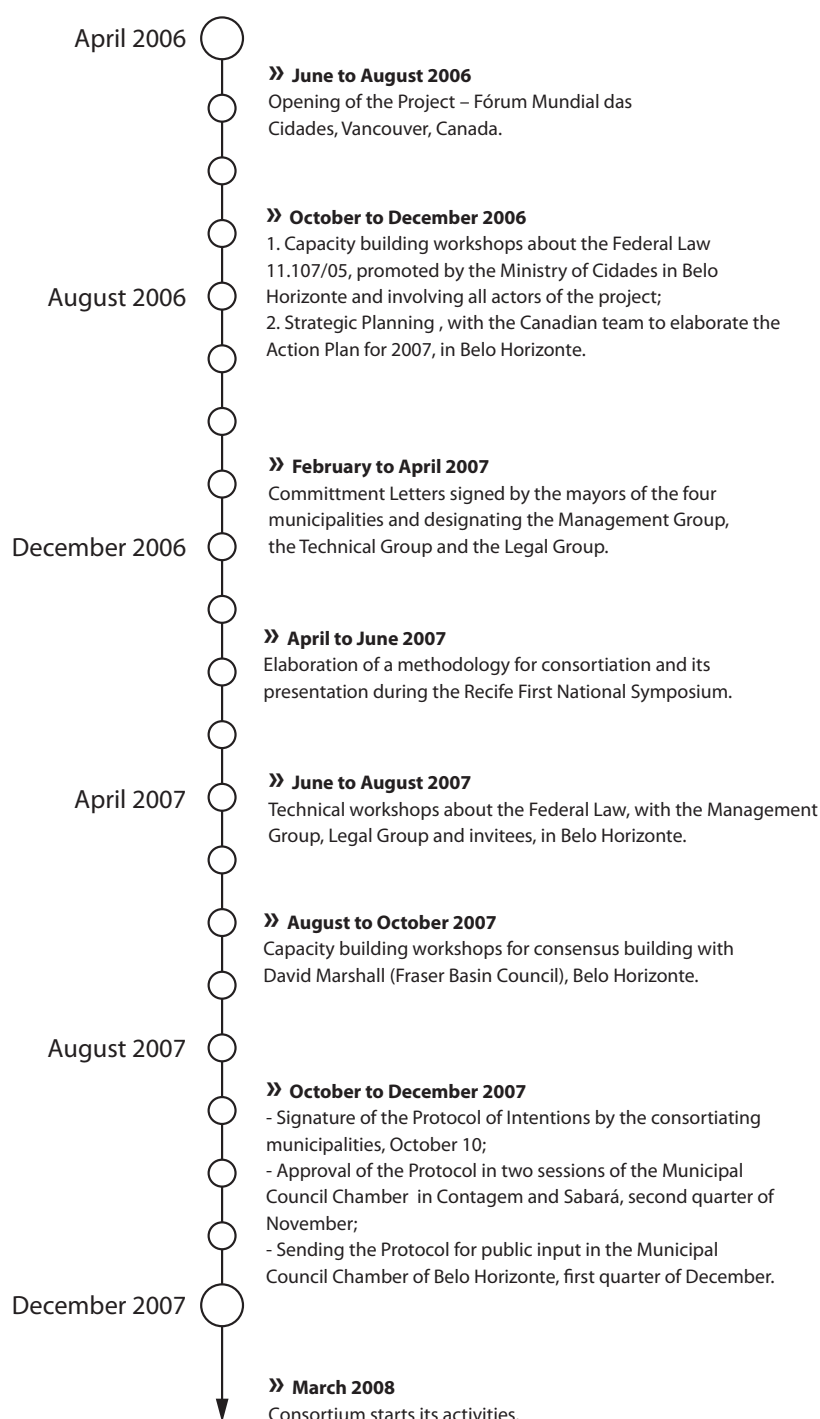 April 2006
» June to August 2006
Opening of the Project – Fórum Mundial das
Cidades, Vancouver, Canada.
» October to December 2006
1. Capacity building workshops about the Federal Law
11.107/05, promoted by the Ministry of Cidades in Belo
Horizonte and involving all actors of the project;
2. Strategic Planning , with the Canadian team to elaborate the
Action Plan for 2007, in Belo Horizonte.
August 2006
» February to April 2007
Committment Letters signed by the mayors of the four
municipalities and designating the Management Group,
the Technical Group and the Legal Group.
December 2006
» April to June 2007
Elaboration of a methodology for consortiation and its
presentation during the Recife First National Symposium.
» June to August 2007
Technical workshops about the Federal Law, with the Management
Group, Legal Group and invitees, in Belo Horizonte.
April 2007
» August to October 2007
Capacity building workshops for consensus building with
David Marshall (Fraser Basin Council), Belo Horizonte.
August 2007
» October to December 2007
- Signature of the Protocol of Intentions by the consortiating
municipalities, October 10;
- Approval of the Protocol in two sessions of the Municipal
Council Chamber in Contagem and Sabará, second quarter of
November;
- Sending the Protocol for public input in the Municipal
Council Chamber of Belo Horizonte, first quarter of December.
December 2007
» March 2008
Consortium starts its activities.